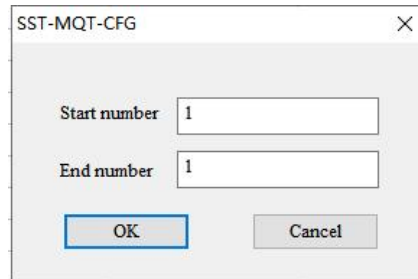 SST-MQT-CFG
Start number 1
End number 1
OK Cancel